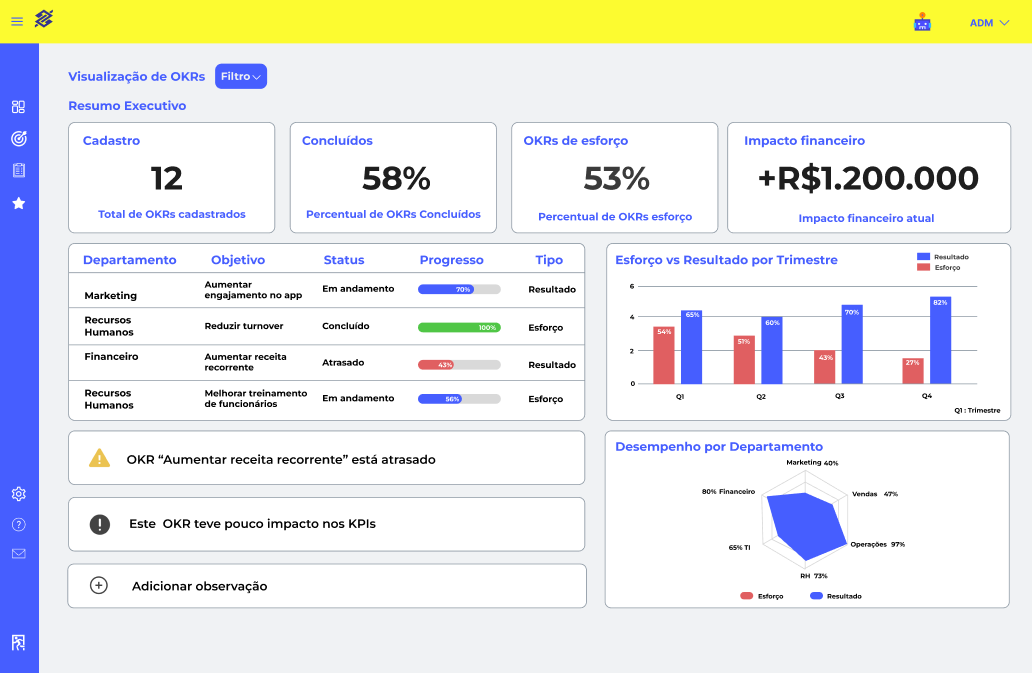 ADM
Visualização de OKRs
Filtro
Resumo Executivo
Cadastro
12
Total de OKRs cadastrados
Concluídos
58%
Percentual de OKRs Concluídos
OKRs de esforço
53%
Percentual de OKRs esforço
Impacto financeiro
+R$1.200.000
Impacto financeiro atual
Departamento Objetivo Status Progresso Tipo
Marketing
Aumentar
engajamento no app
Em andamento
70%
Resultado
Recursos
Humanos
Reduzir turnover
Concluído
100%
Esforço
Financeiro
Aumentar receita
recorrente
Atrasado
43%
Resultado
Recursos
Humanos
Melhorar treinamento
de funcionários
Em andamento
56%
Esforço
OKR “Aumentar receita recorrente” está atrasado
Este OKR teve pouco impacto nos KPIs
Adicionar observação
Esforço vs Resultado por Trimestre
Resultado
Esforço
6
4
2
0
54%
65%
51%
60%
43%
70%
27%
82%
Q1
Q2
Q3
Q4
Q1 : Trimestre
Desempenho por Departamento
Marketing 40%
80% Financeiro
Vendas 47%
65% TI
Operações 97%
RH 73%
Esforço
Resultado